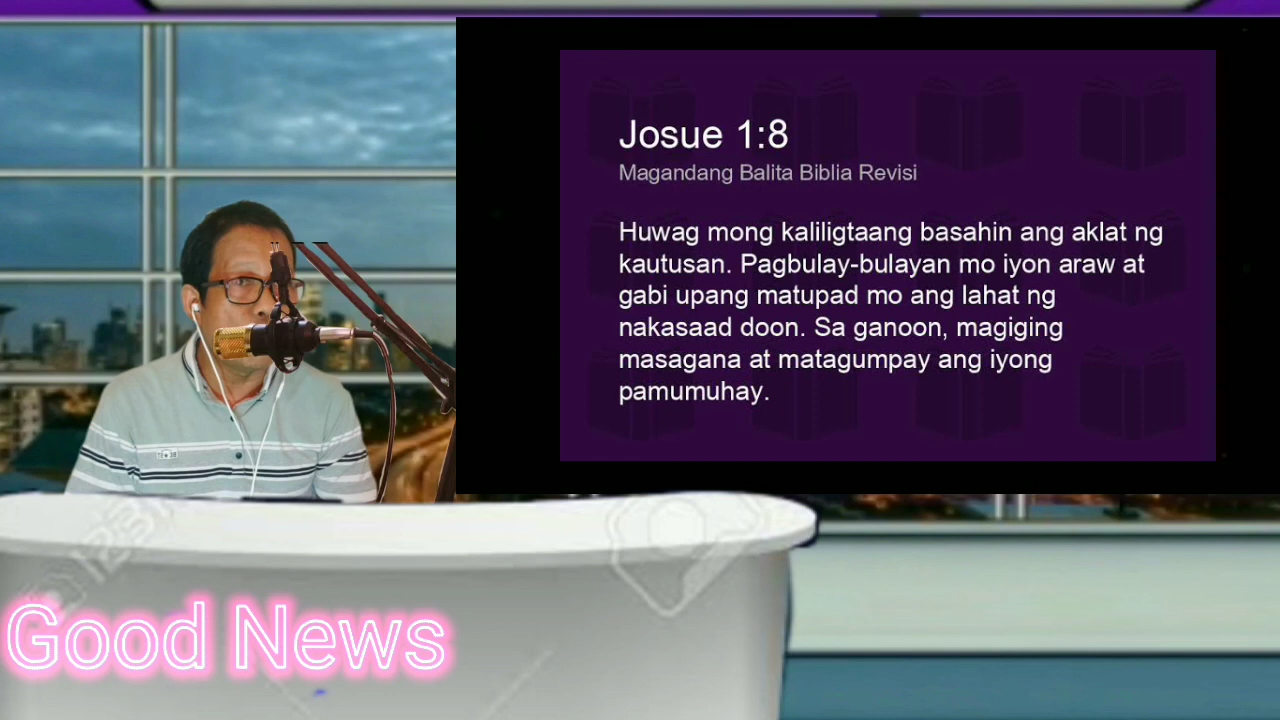 Josue 1:8
Magandang Balita Biblia Revisi
Huwag mong kaliligtaang basahin ang aklat ng
kautusan. Pagbulay-bulayan mo iyon araw at
gabi upang matupad mo ang lahat ng
nakasaad doon. Sa ganoon, magiging
masagana at matagumpay ang iyong
pamumuhay.
123
Good News